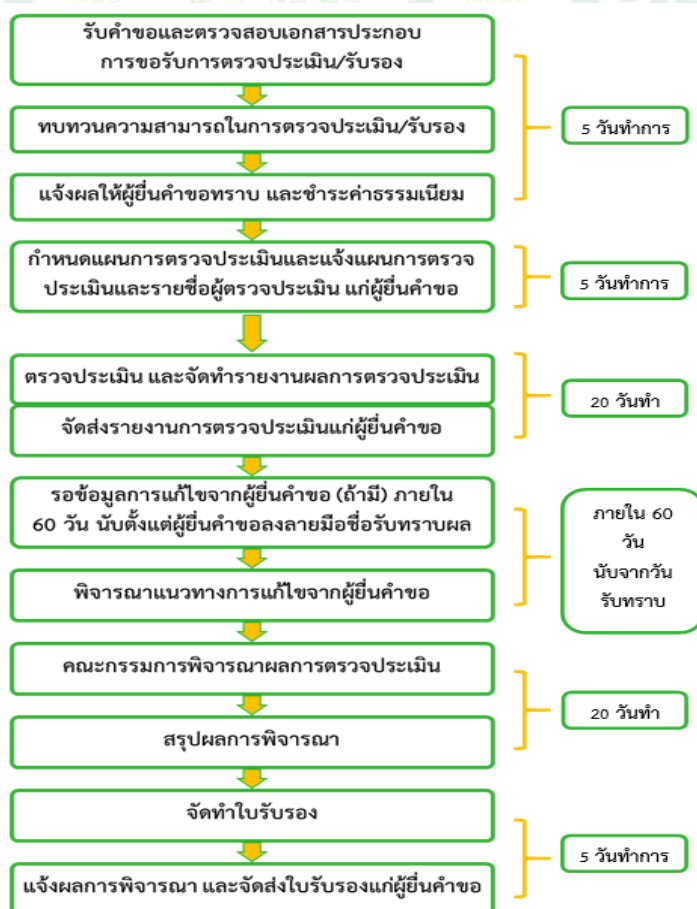 รับคำขอและตรวจสอบเอกสารประกอบ
การขอรับการตรวจประเมิน/รับรอง
ทบทวนความสามารถในการตรวจประเมิน/รับรอง
5 วันทำการ
แจ้งผลให้ผู้ยื่นคำขอทราบ และชำระค่าธรรมเนียม
กำหนดแผนการตรวจประเมินและแจ้งแผนการตรวจ
ประเมินและรายชื่อผู้ตรวจประเมิน แก่ผู้ยื่นคำขอ
5 วันทำการ
ตรวจประเมิน และจัดทำรายงานผลการตรวจประเมิน
20 วันทำ
จัดส่งรายงานการตรวจประเมินแก่ผู้ยื่นคำขอ
รอข้อมูลการแก้ไขจากผู้ยื่นคำขอ (ถ้ามี) ภายใน
60 วัน นับตั้งแต่ผู้ยื่นคำขอลงลายมือชื่อรับทราบผล
ภายใน 60
วัน
นับจากวัน
รับทราบ
พิจารณาแนวทางการแก้ไขจากผู้ยื่นคำขอ
คณะกรรมการพิจารณาผลการตรวจประเมิน
20 วันทำ
สรุปผลการพิจารณา
จัดทำใบรับรอง
5 วันทำการ
แจ้งผลการพิจารณา และจัดส่งใบรับรองแก่ผู้ยื่นคำขอ